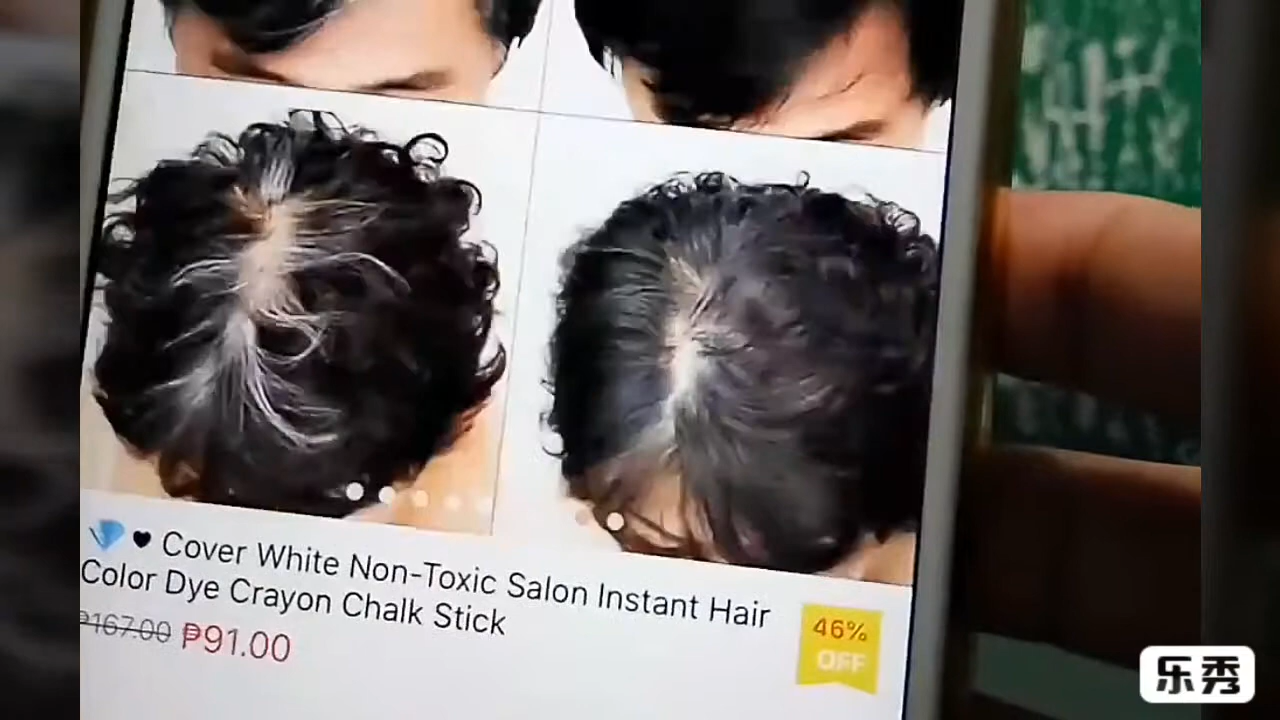 Cover White Non-Toxic Salon Instant Hair
Color Dye Crayon Chalk Stick
₱167.00 ₱91.00
46%
OFF
乐秀